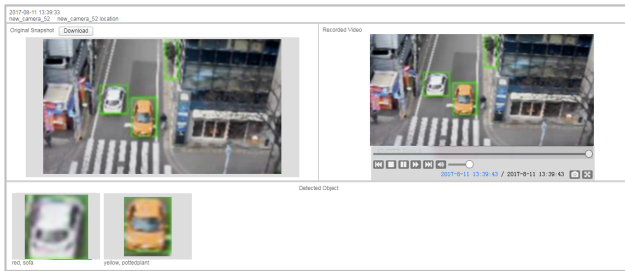 2017-08-11 13:39:33
new_camera_52 new_camera_52 location
Original Snapshot Download
Recorded Video
2017-8-11 13:39:43 / 2017-8-11 13:39:43
Detected Object
red, sofa
yellow, pottedplant